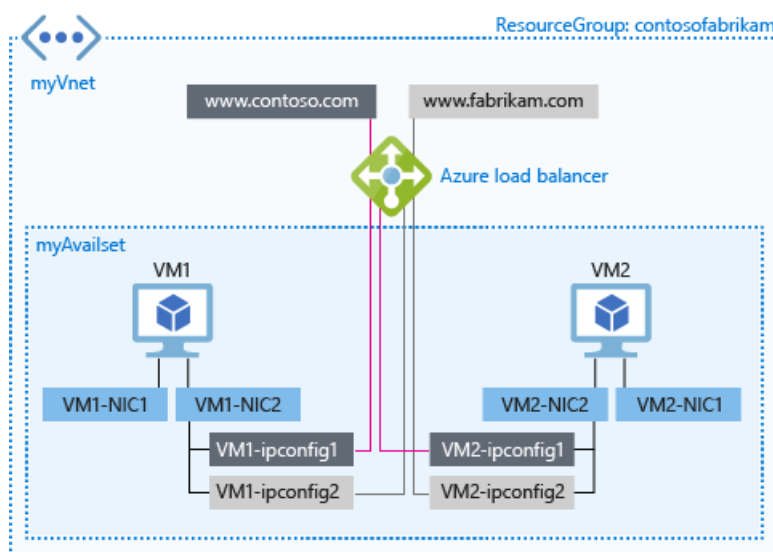 ResourceGroup: contosofabrikam
myVnet
www.contoso.com
www.fabrikam.com
Azure load balancer
myAvailset
VM1
VM2
VM1-NIC1
VM1-NIC2
VM2-NIC2
VM2-NIC1
VM1-ipconfig1
VM2-ipconfig1
VM1-ipconfig2
VM2-ipconfig2